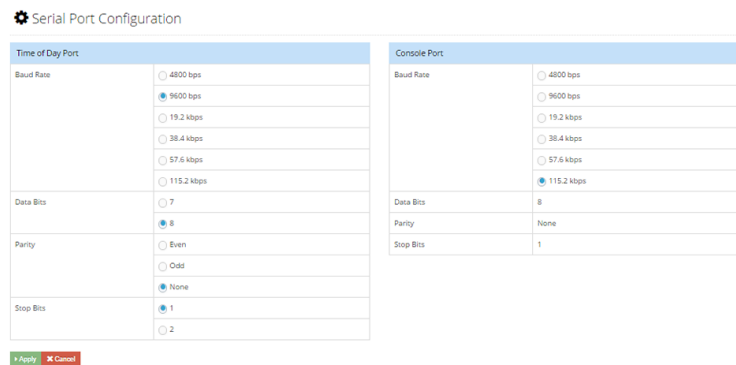 Serial Port Configuration
Time of Day Port
Baud Rate
4800 bps
9600 bps
19.2 kbps
38.4 kbps
57.6 kbps
115.2 kbps
Data Bits
7
8
Parity
Even
Odd
None
Stop Bits
1
2
Console Port
Baud Rate
4800 bps
9600 bps
19.2 kbps
38.4 kbps
57.6 kbps
115.2 kbps
Data Bits 8
Parity None
Stop Bits 1
Apply Cancel